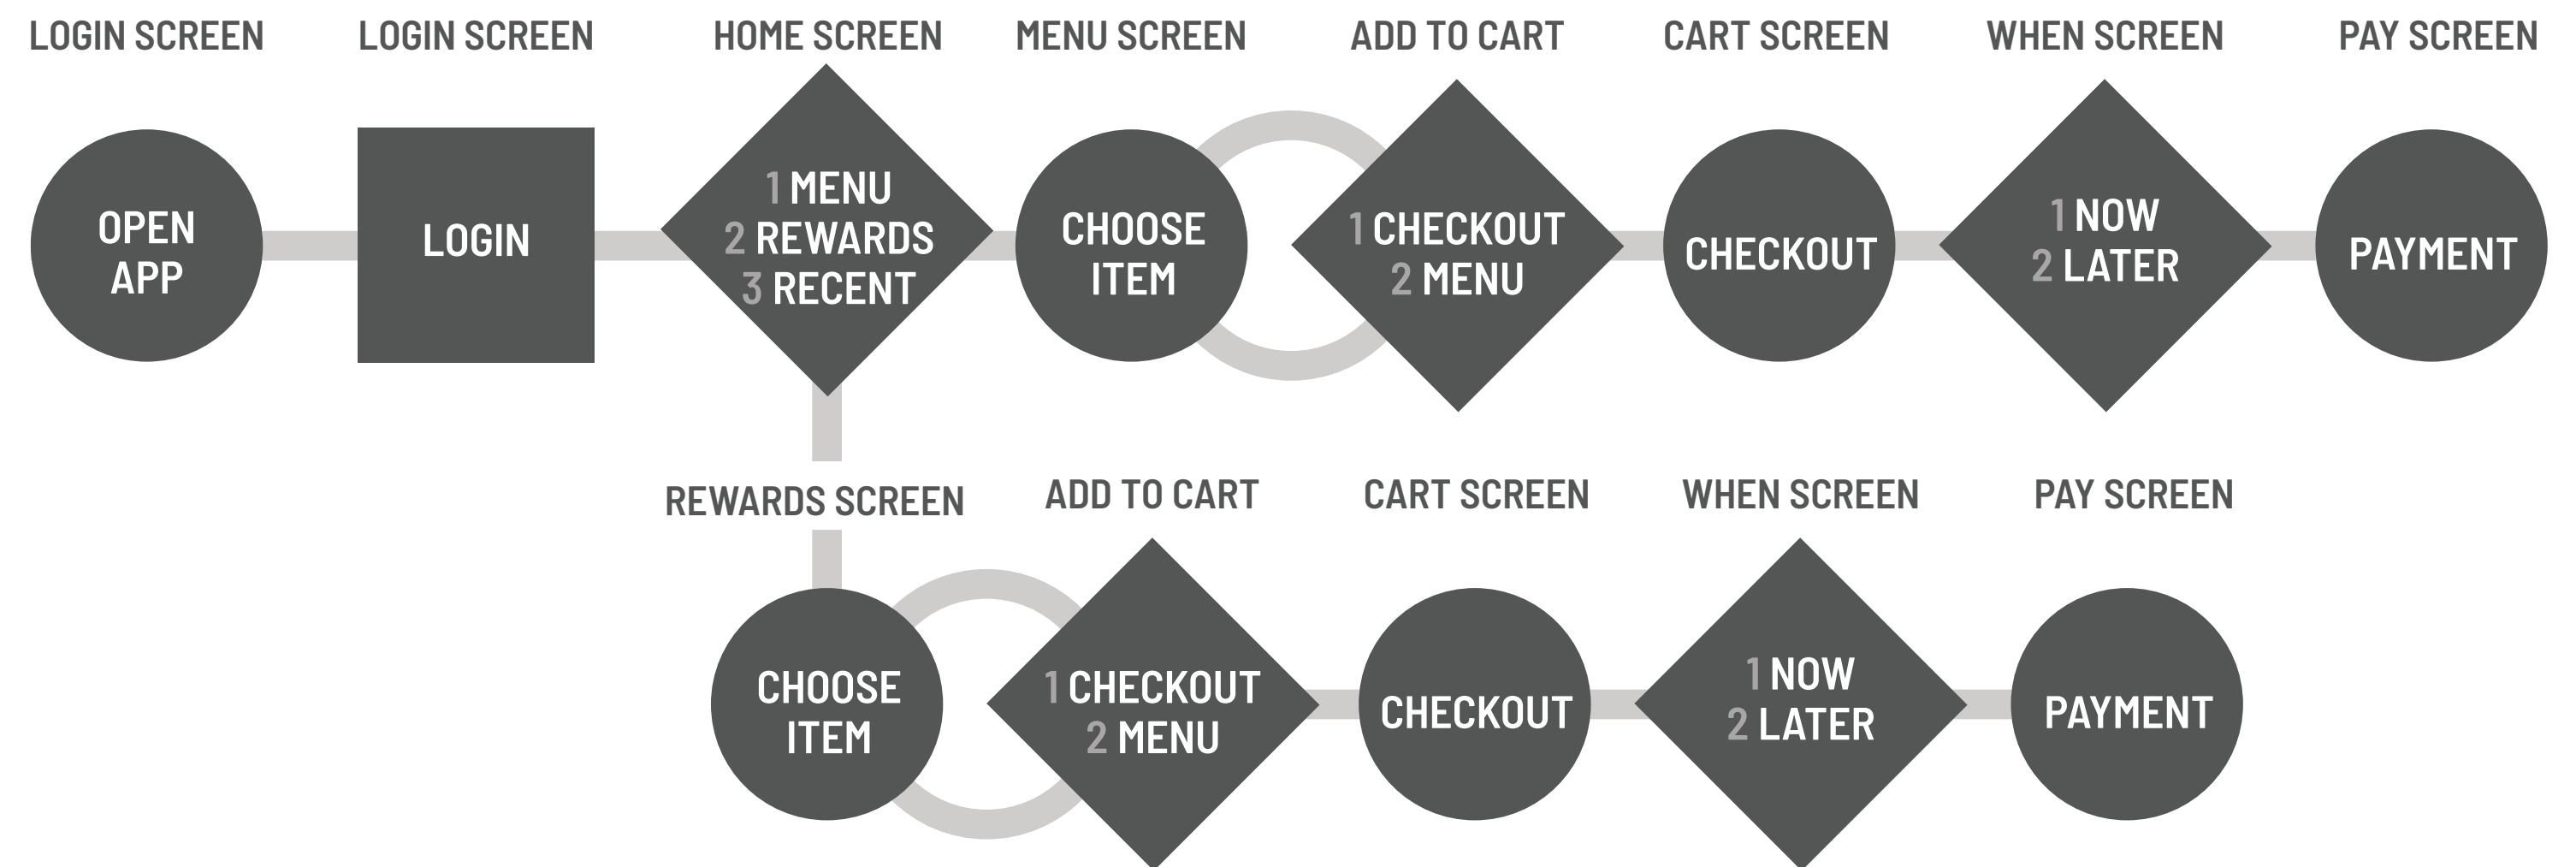 LOGIN SCREEN
LOGIN SCREEN
HOME SCREEN
MENU SCREEN
ADD TO CART
CART SCREEN
WHEN SCREEN
PAY SCREEN
OPEN
APP
LOGIN
1 MENU
2 REWARDS
3 RECENT
CHOOSE
ITEM
1 CHECKOUT
2 MENU
CHECKOUT
1 NOW
2 LATER
PAYMENT
REWARDS SCREEN
ADD TO CART
CART SCREEN
WHEN SCREEN
PAY SCREEN
CHOOSE
ITEM
1 CHECKOUT
2 MENU
CHECKOUT
1 NOW
2 LATER
PAYMENT